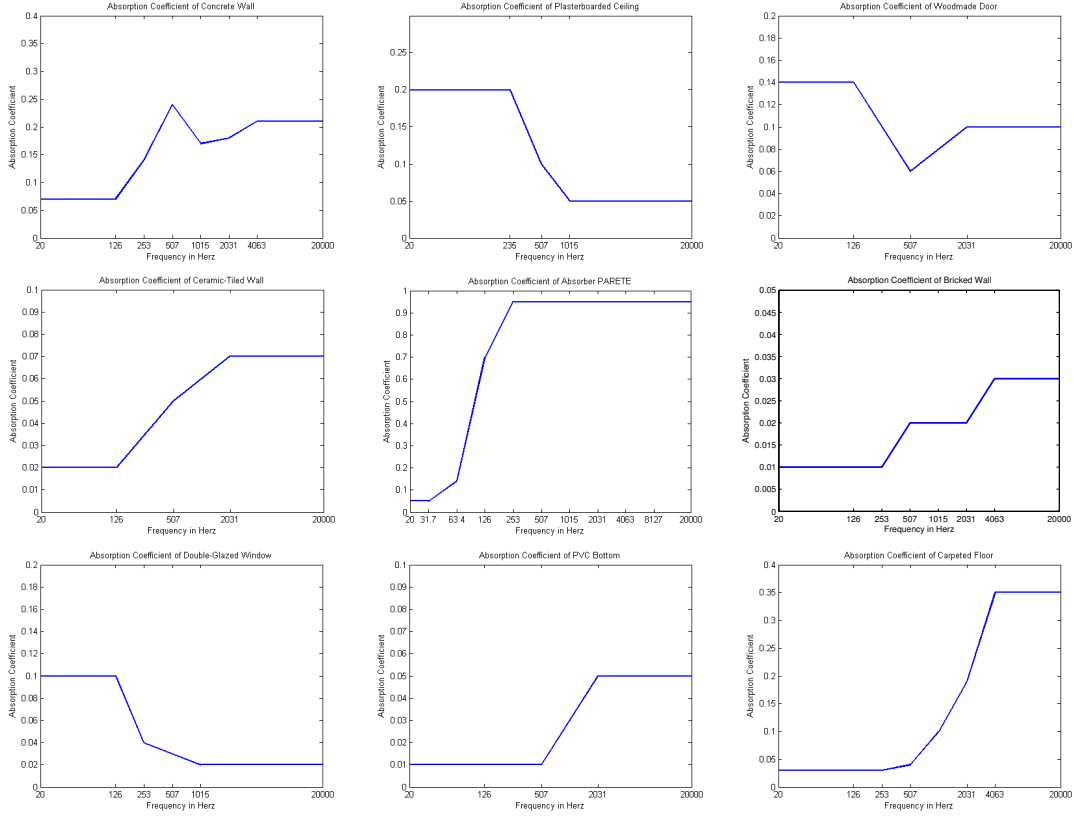 Absorption Coefficient of Concrete Wall
0.4
0.35
0.3
0.25
0.2
0.15
0.1
0.05
0
Absorption Coefficient
20 126 253 507 1015 2031 4063 20000
Frequency in Herz
Absorption Coefficient of Plasterboarded Ceiling
0.25
0.2
0.15
0.1
0.05
0
Absorption Coefficient
20 235 507 1015 20000
Frequency in Herz
Absorption Coefficient of Woodmade Door
0.2
0.18
0.16
0.14
0.12
0.1
0.08
0.06
0.04
0.02
0
Absorption Coefficient
20 126 507 2031 20000
Frequency in Herz
Absorption Coefficient of Ceramic-Tiled Wall
0.1
0.09
0.08
0.07
0.06
0.05
0.04
0.03
0.02
0.01
0
Absorption Coefficient
20 126 507 2031 20000
Frequency in Herz
Absorption Coefficient of Absorber PARETE
1
0.9
0.8
0.7
0.6
0.5
0.4
0.3
0.2
0.1
0
Absorption Coefficient
20 31.7 63.4 126 253 507 1015 2031 4063 8127 20000
Frequency in Herz
Absorption Coefficient of Bricked Wall
0.05
0.045
0.04
0.035
0.03
0.025
0.02
0.015
0.01
0.005
0
Absorption Coefficient
20 126 253 507 1015 2031 4063 20000
Frequency in Herz
Absorption Coefficient of Double-Glazed Window
0.2
0.18
0.16
0.14
0.12
0.1
0.08
0.06
0.04
0.02
0
Absorption Coefficient
20 126 253 1015 20000
Frequency in Herz
Absorption Coefficient of PVC Bottom
0.1
0.09
0.08
0.07
0.06
0.05
0.04
0.03
0.02
0.01
0
Absorption Coefficient
20 126 507 2031 20000
Frequency in Herz
Absorption Coefficient of Carpeted Floor
0.4
0.35
0.3
0.25
0.2
0.15
0.1
0.05
0
Absorption Coefficient
20 126 253 507 2031 4063 20000
Frequency in Herz